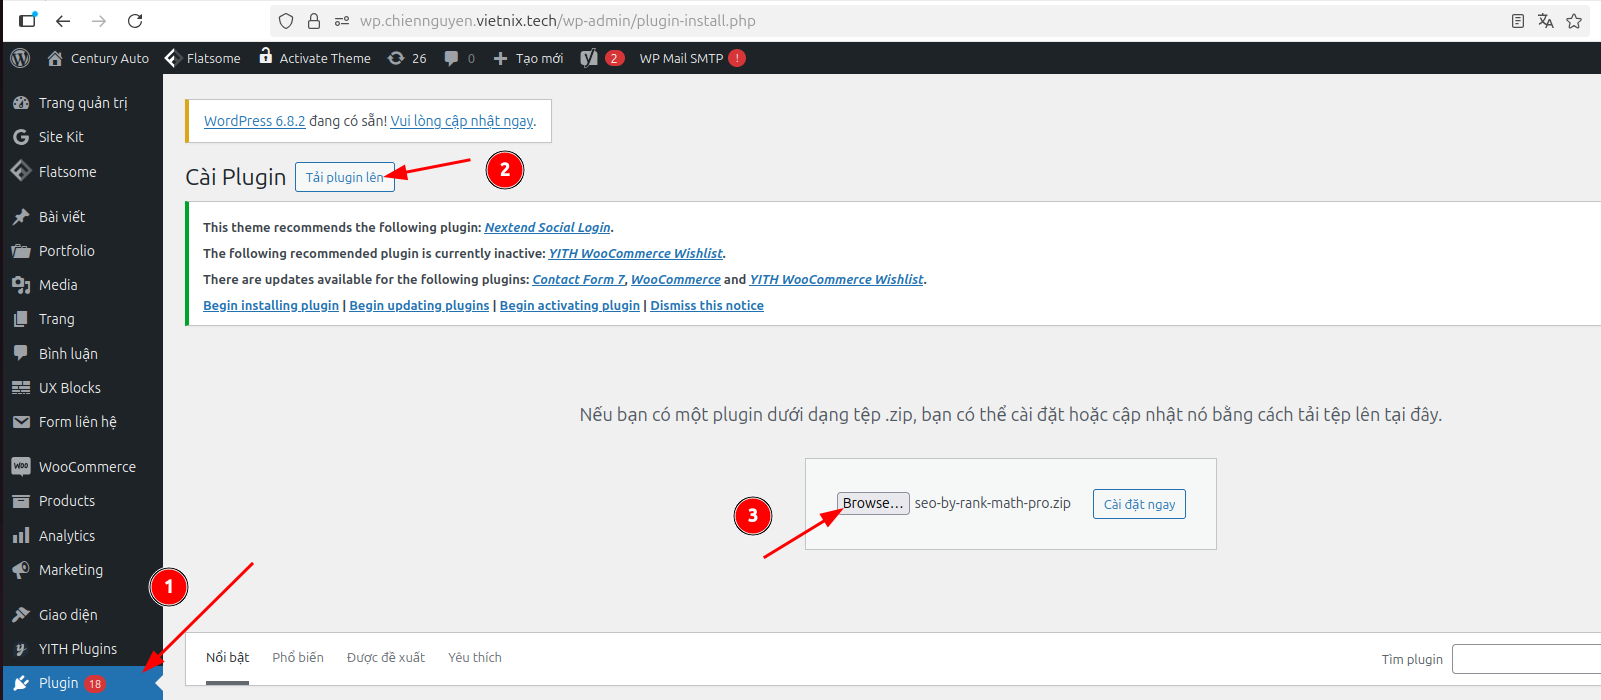 wp.chiennguyen.vietnix.tech/wp-admin/plugin-install.php
Century Auto Flatsome Activate Theme 26 0 Tạo mới 2 WP Mail SMTP !
Trang quản trị
Site Kit
Flatsome
Bài viết
Portfolio
Media
Trang
Bình luận
UX Blocks
Form liên hệ
WOO WooCommerce
Products
Analytics
Marketing
Giao diện
YITH Plugins
Plugin 18
1
WordPress 6.8.2 đang có sẵn! Vui lòng cập nhật ngay.
Cài Plugin Tải plugin lên 2
This theme recommends the following plugin: Nextend Social Login.
The following recommended plugin is currently inactive: YITH WooCommerce Wishlist.
There are updates available for the following plugins: Contact Form 7, WooCommerce and YITH WooCommerce Wishlist.
Begin installing plugin | Begin updating plugins | Begin activating plugin | Dismiss this notice
Nếu bạn có một plugin dưới dạng tệp .zip, bạn có thể cài đặt hoặc cập nhật nó bằng cách tải tệp lên tại đây.
3 Browse... seo-by-rank-math-pro.zip Cài đặt ngay
Nổi bật Phổ biến Được đề xuất Yêu thích Tìm plugin